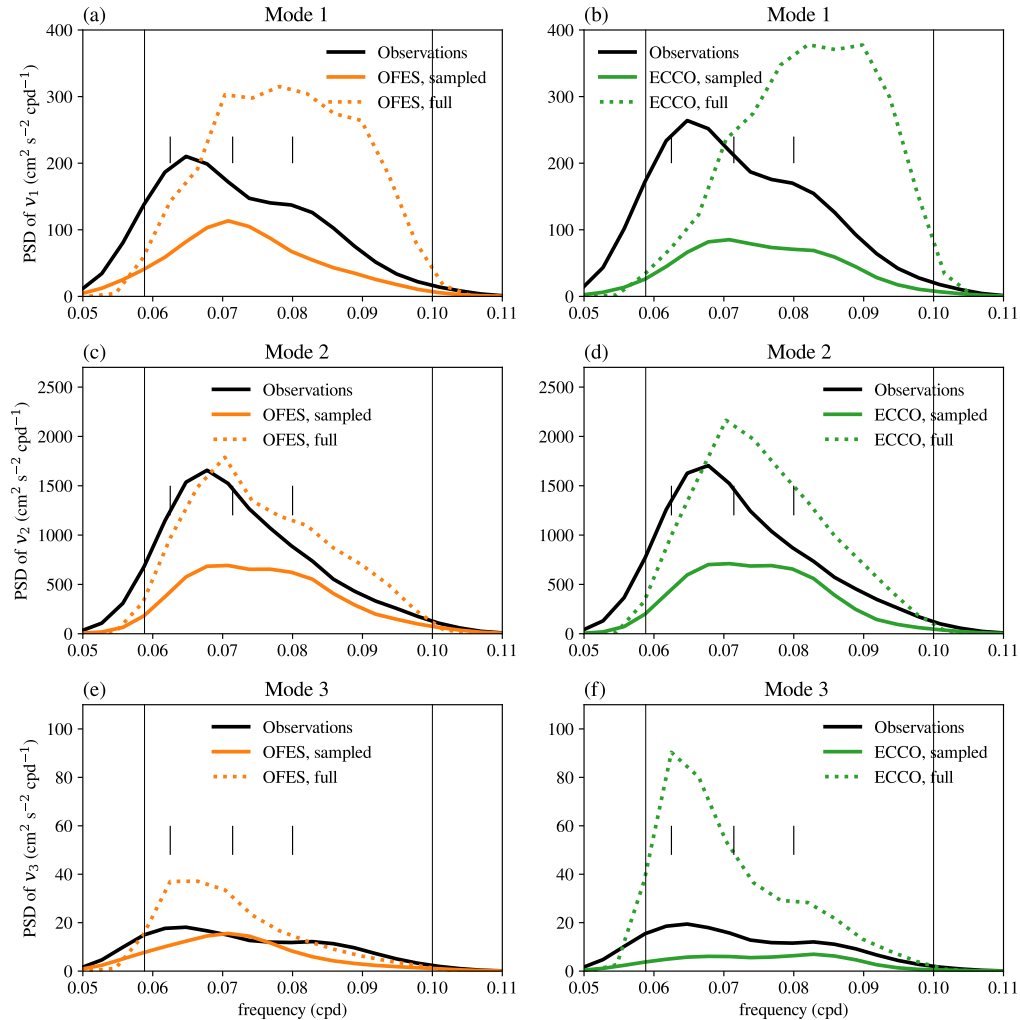 (a) Mode 1
400
300
200
100
0
PSD of ν₁ (cm² s⁻² cpd⁻¹)
Observations
OFES, sampled
OFES, full
0.05 0.06 0.07 0.08 0.09 0.10 0.11
(b) Mode 1
400
300
200
100
0
Observations
ECCO, sampled
ECCO, full
0.05 0.06 0.07 0.08 0.09 0.10 0.11
(c) Mode 2
2500
2000
1500
1000
500
0
PSD of ν₂ (cm² s⁻² cpd⁻¹)
Observations
OFES, sampled
OFES, full
0.05 0.06 0.07 0.08 0.09 0.10 0.11
(d) Mode 2
2500
2000
1500
1000
500
0
Observations
ECCO, sampled
ECCO, full
0.05 0.06 0.07 0.08 0.09 0.10 0.11
(e) Mode 3
100
80
60
40
20
0
PSD of ν₃ (cm² s⁻² cpd⁻¹)
Observations
OFES, sampled
OFES, full
0.05 0.06 0.07 0.08 0.09 0.10 0.11
frequency (cpd)
(f) Mode 3
100
80
60
40
20
0
Observations
ECCO, sampled
ECCO, full
0.05 0.06 0.07 0.08 0.09 0.10 0.11
frequency (cpd)